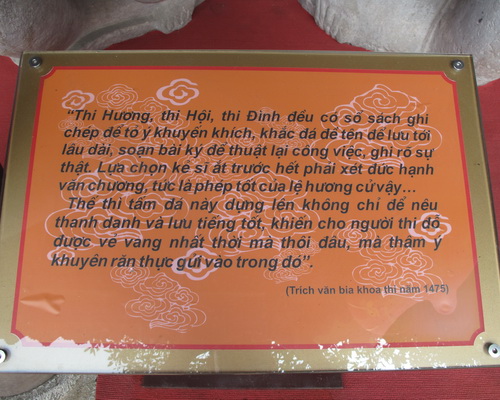 “Thi Hương, thi Hội, thi Đình đều có sổ sách ghi
chép để tỏ ý khuyến khích, khắc đá đề tên để lưu tới
lâu dài, soạn bài ký để thuật lại công việc, ghi rõ sự
thật. Lựa chọn kẻ sĩ ắt trước hết phải xét đức hạnh
văn chương, tức là phép tốt của lệ hương cử vậy...
Thế thì tấm đá này dựng lên không chỉ để nêu
thanh danh và lưu tiếng tốt, khiến cho người thi đỗ
được vẻ vang nhất thời mà thôi đâu, mà thâm ý
khuyên răn thực gửi vào trong đó”.
(Trích văn bia khoa thi năm 1475)